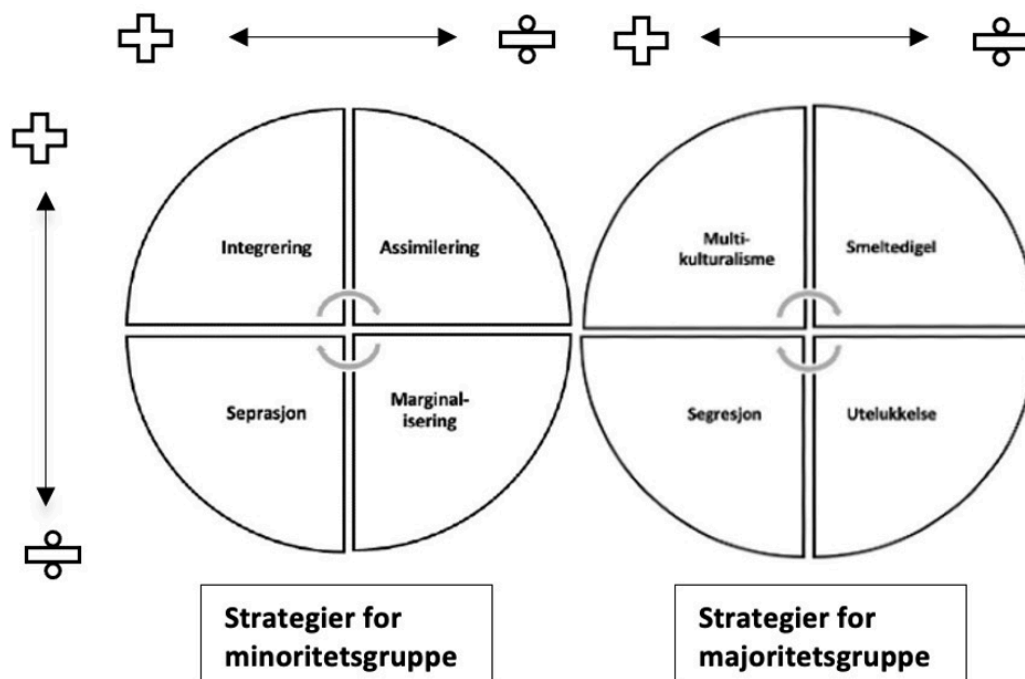 Integrering
Assimilering
Multi-
kulturalisme
Smeltedigel
Seprasjon
Marginal-
isering
Segresjon
Utelukkelse
Strategier for
minoritetsgruppe
Strategier for
majoritetsgruppe